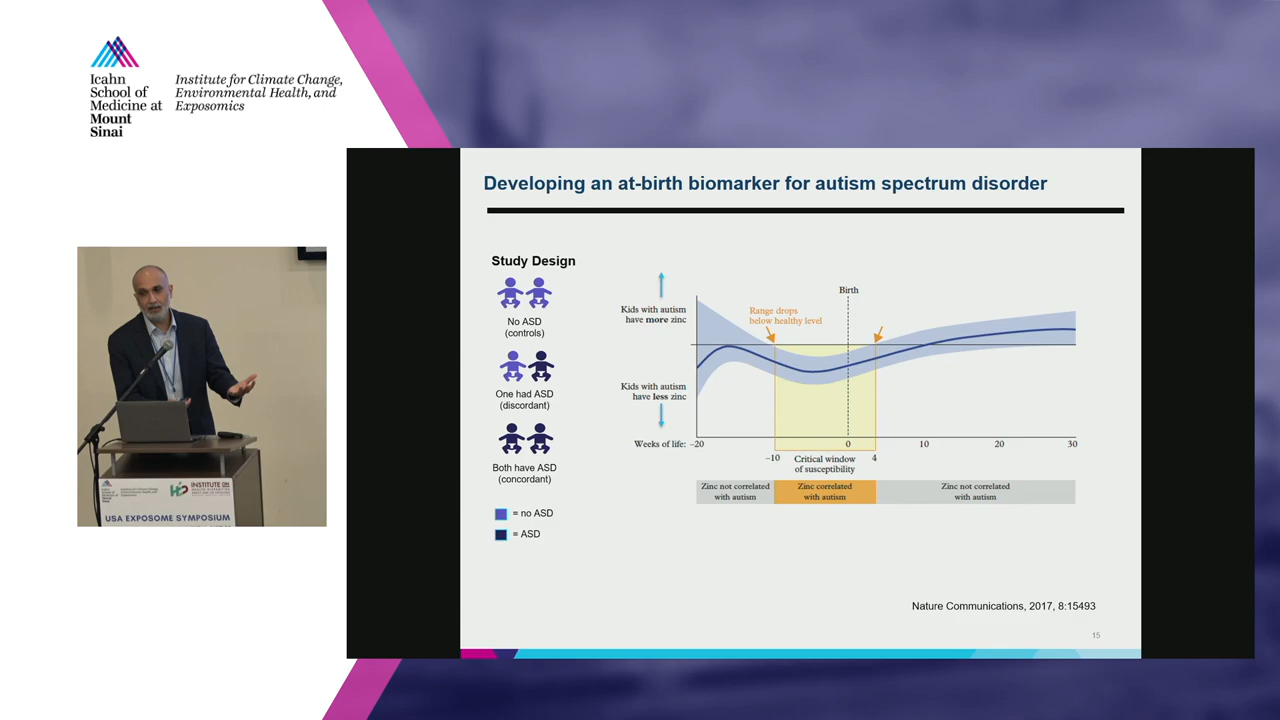 Icahn
School of
Medicine at
Mount
Sinai
Institute for Climate Change,
Environmental Health, and
Exposomics
Developing an at-birth biomarker for autism spectrum disorder
Study Design
No ASD
(controls)
One had ASD
(discordant)
Both have ASD
(concordant)
= no ASD
= ASD
Birth
Kids with autism
have more zinc
Range drops
below healthy level
Kids with autism
have less zinc
Weeks of life: –20 0 10 20 30
–10 Critical window 4
of susceptibility
Zinc not correlated
with autism
Zinc correlated
with autism
Zinc not correlated
with autism
Nature Communications, 2017, 8:15493
15
INSTITUTE ON
USA EXPOSOME SYMPOSIUM